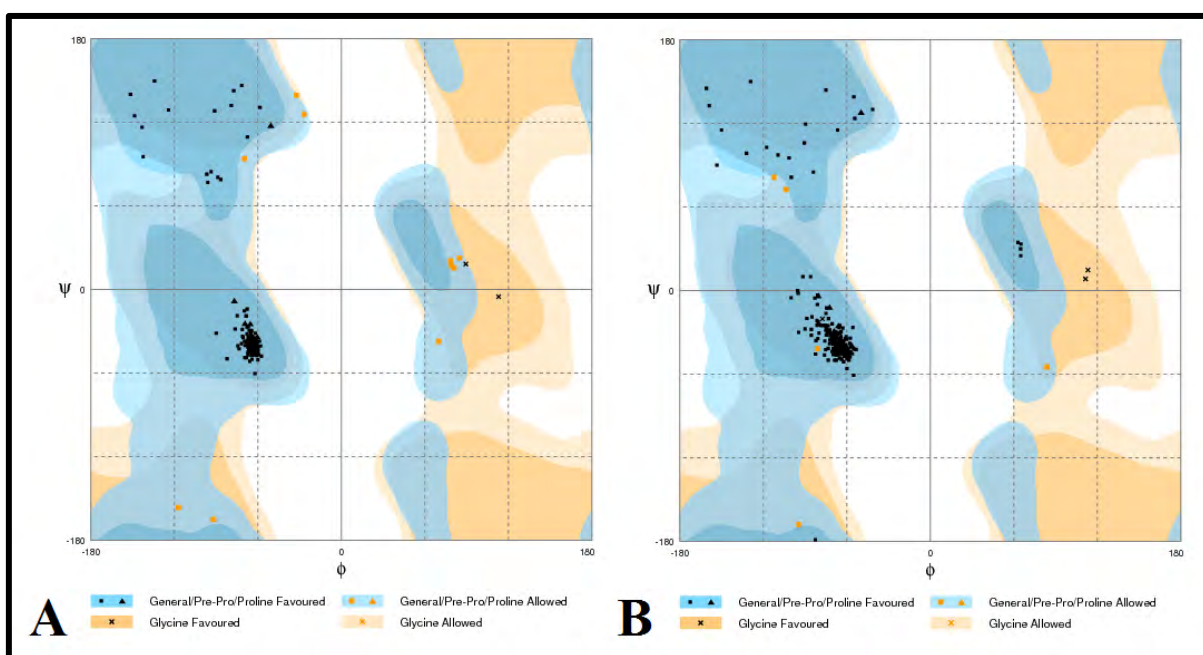 180 180
ψ 0 ψ 0
-180 -180
-180 0 180 -180 0 180
ϕ ϕ
General/Pre-Pro/Proline Favoured General/Pre-Pro/Proline Allowed General/Pre-Pro/Proline Favoured General/Pre-Pro/Proline Allowed
A Glycine Favoured Glycine Allowed B Glycine Favoured Glycine Allowed